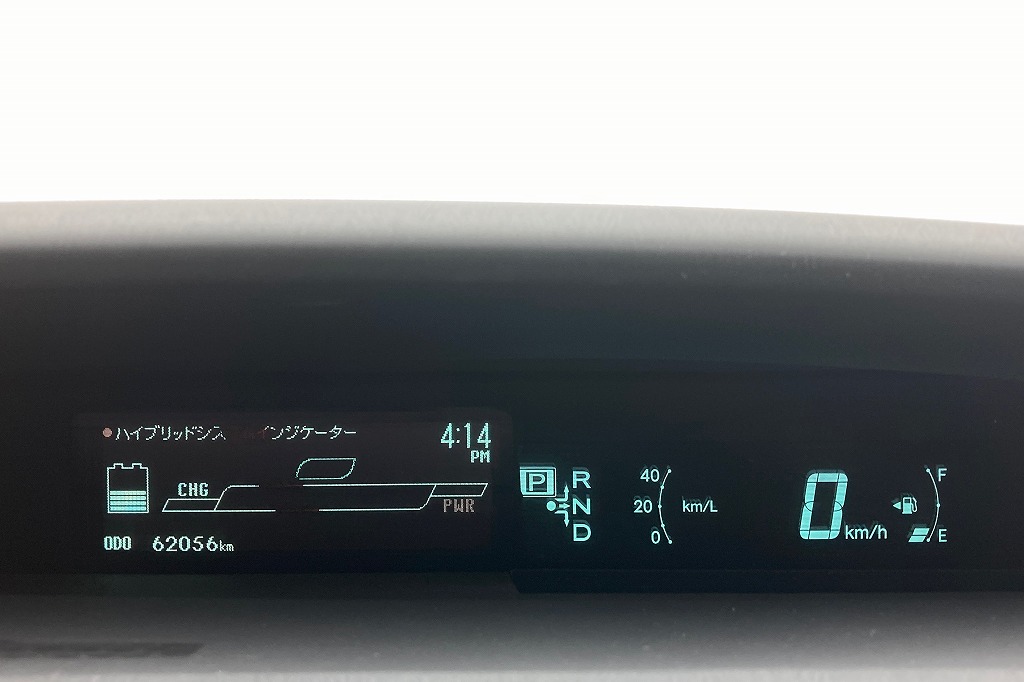 ハイブリッドシス インジケーター
4:14
PM
CHG
PWR
ODO 62056km
P
R
N
D
40
20 km/L
0
0 km/h
F
E